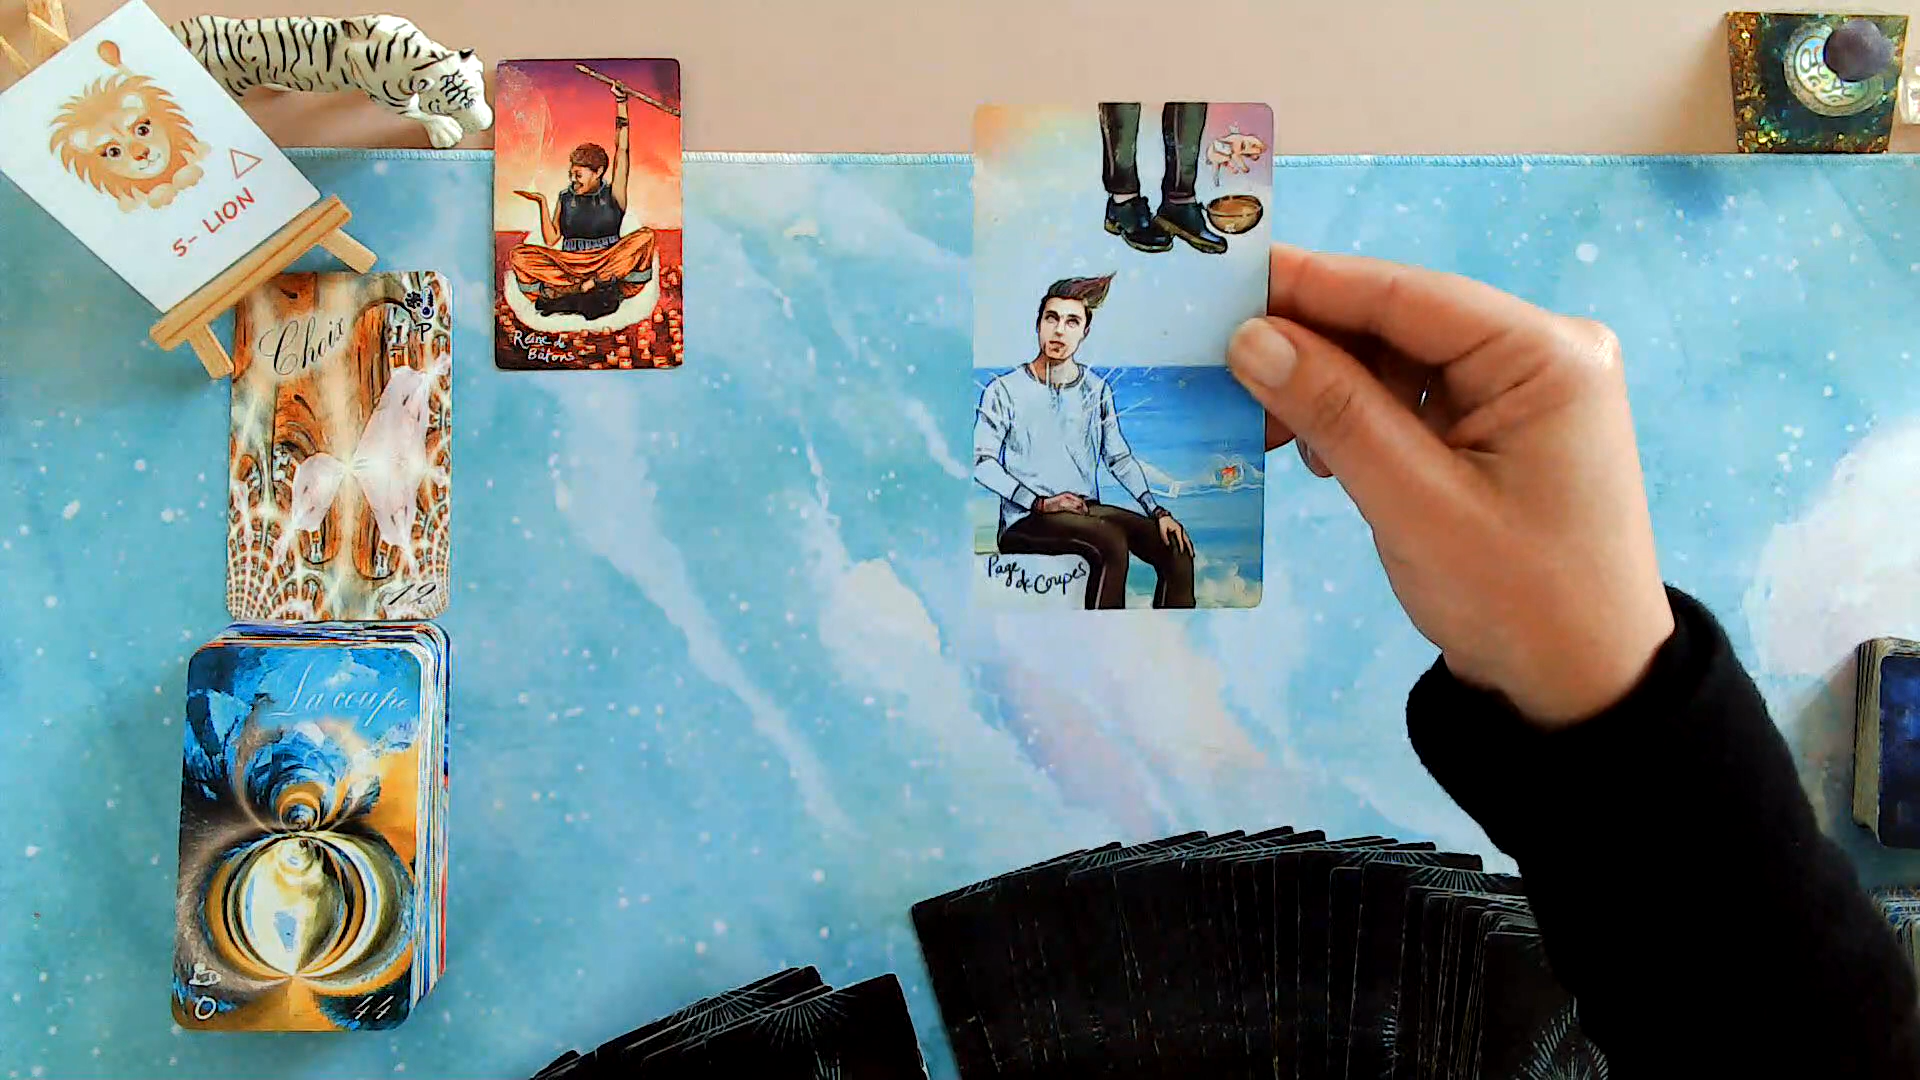 5- LION
Choix
P
12
La coupe
O
44
Reine de
Bâtons
Page
de Coupes